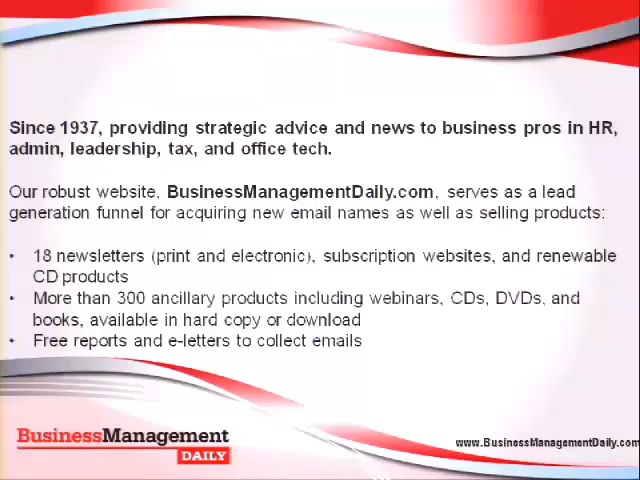 Since 1937, providing strategic advice and news to business pros in HR,
admin, leadership, tax, and office tech.
Our robust website, BusinessManagementDaily.com, serves as a lead
generation funnel for acquiring new email names as well as selling products:
• 18 newsletters (print and electronic), subscription websites, and renewable
CD products
• More than 300 ancillary products including webinars, CDs, DVDs, and
books, available in hard copy or download
• Free reports and e-letters to collect emails
BusinessManagement
DAILY
www.BusinessManagementDaily.com